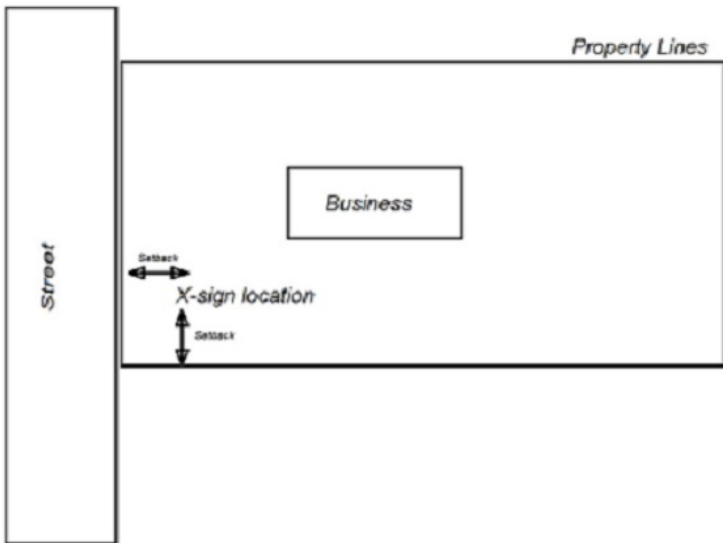 Property Lines
Business
Street
Setback
X-sign location
Setback